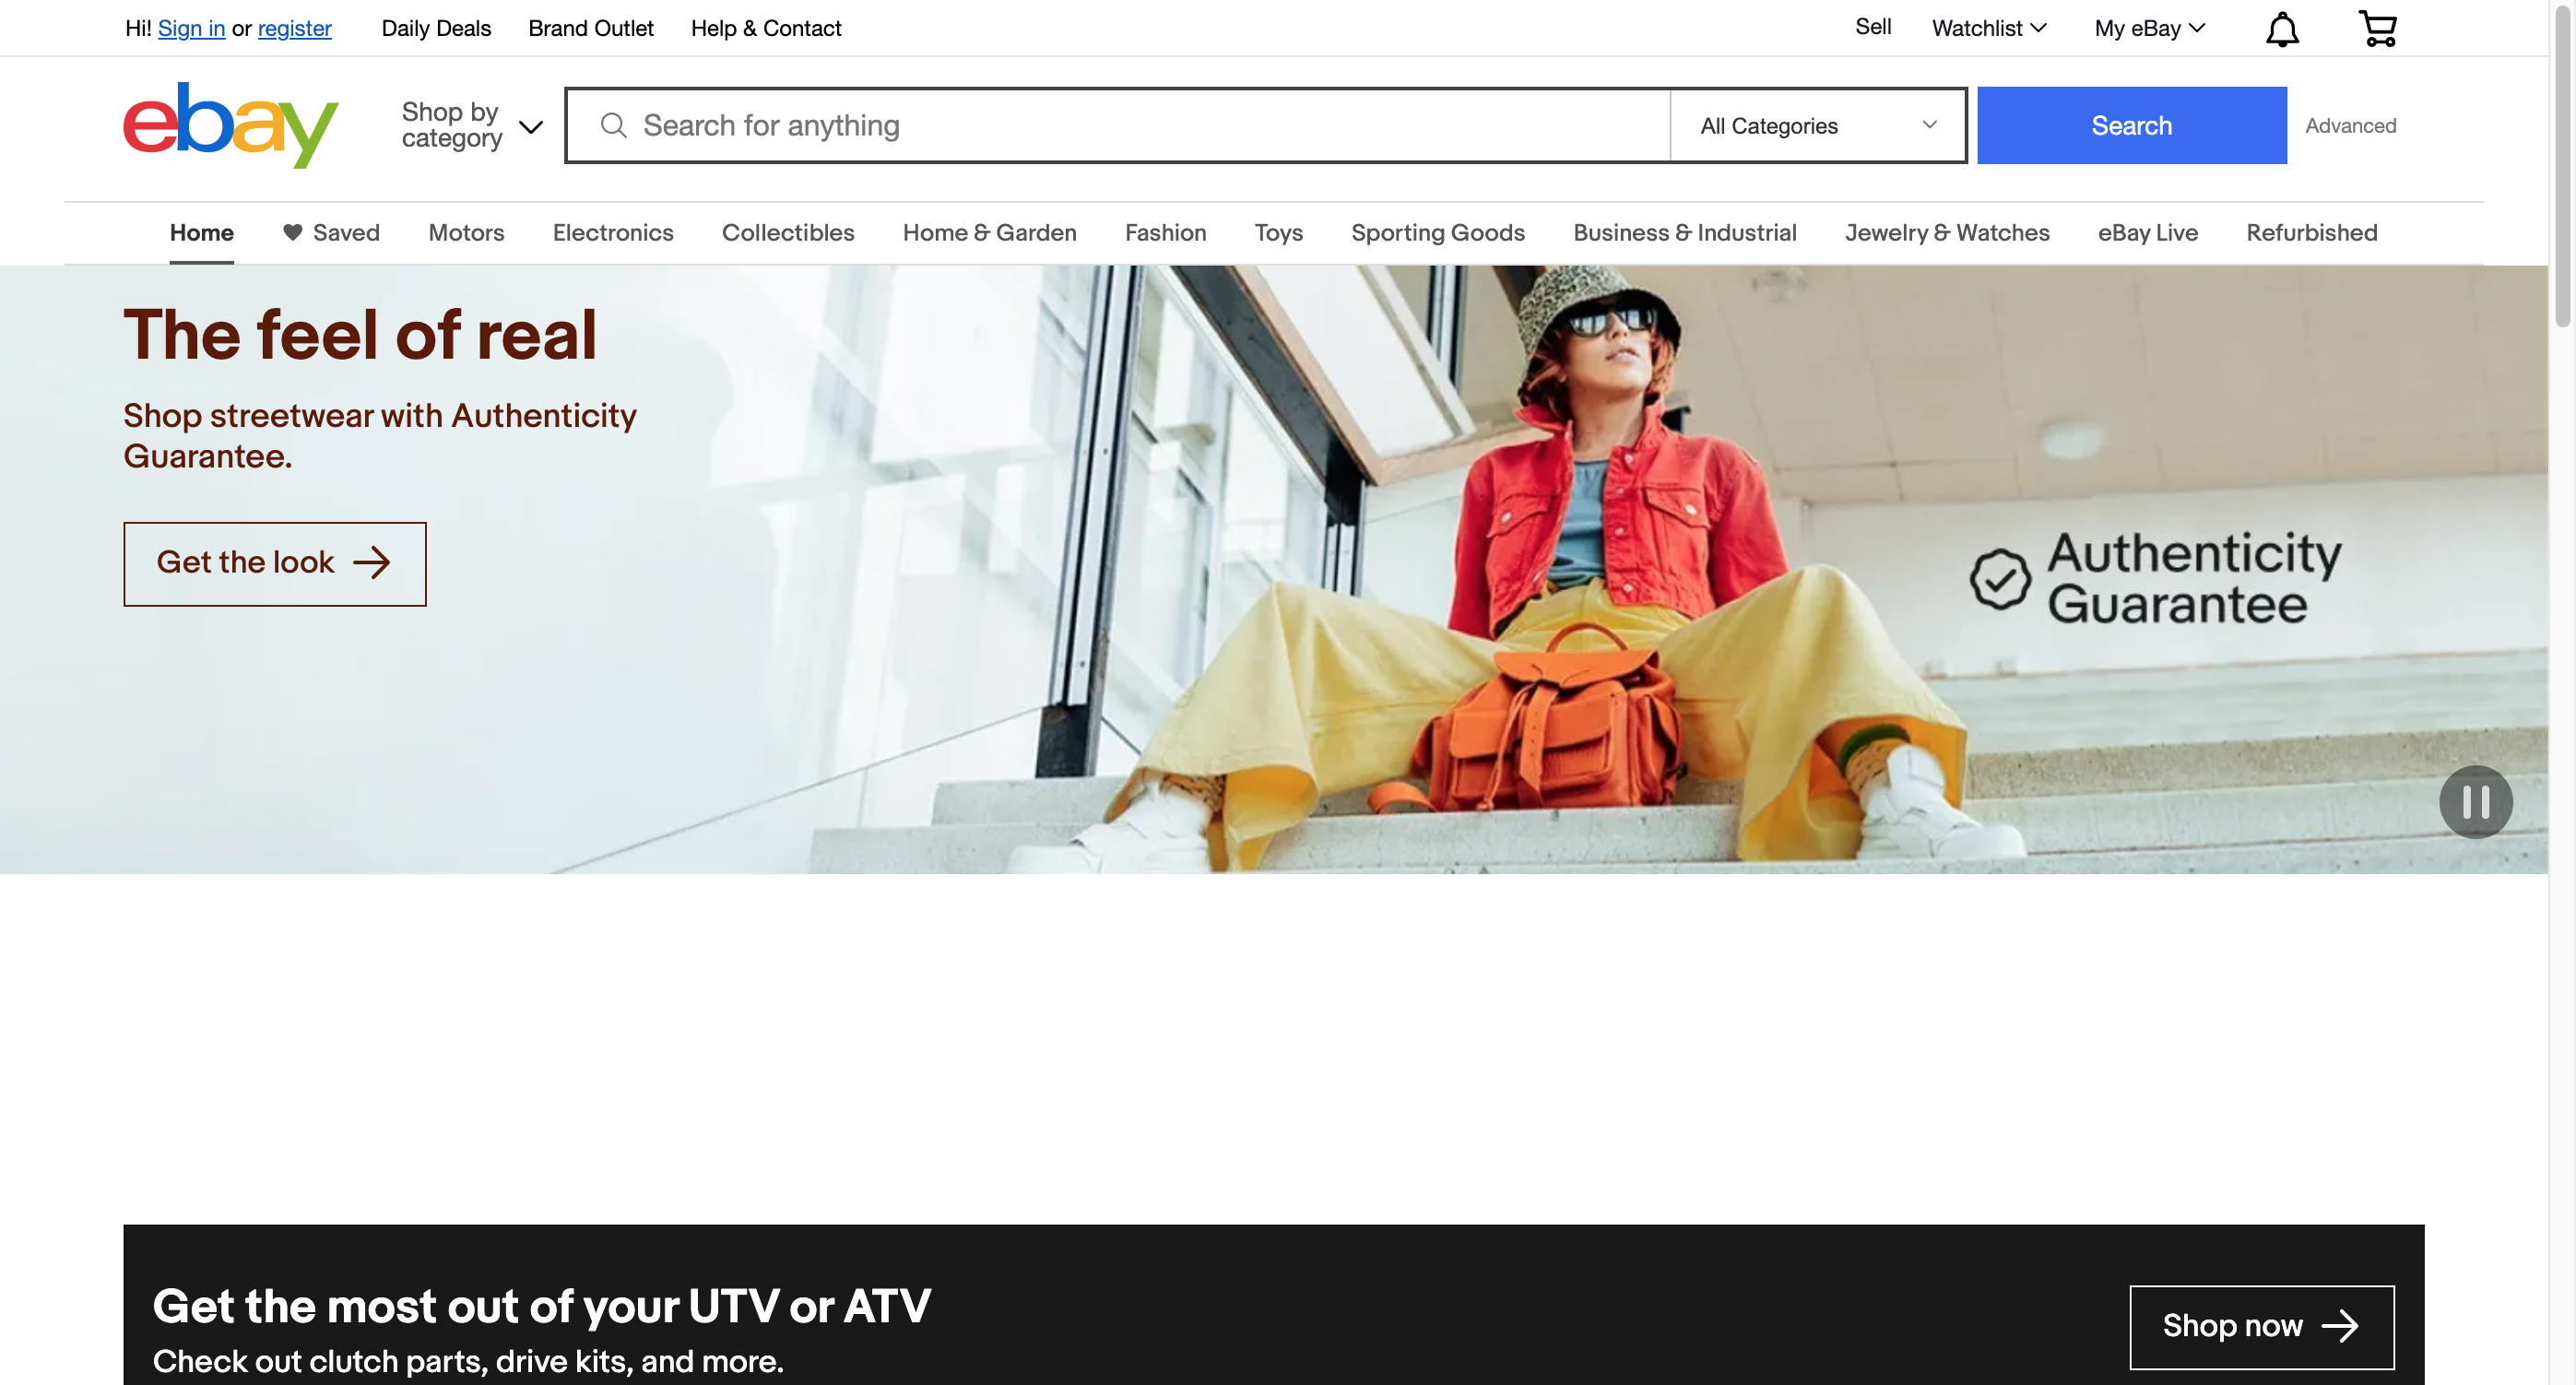 Hi! Sign in or register
Daily Deals
Brand Outlet
Help & Contact
Sell
Watchlist
My eBay
ebay
Shop by
category
Search for anything
All Categories
Search
Advanced
Home
Saved
Motors
Electronics
Collectibles
Home & Garden
Fashion
Toys
Sporting Goods
Business & Industrial
Jewelry & Watches
eBay Live
Refurbished
The feel of real
Shop streetwear with Authenticity
Guarantee.
Get the look
Authenticity
Guarantee
Get the most out of your UTV or ATV
Check out clutch parts, drive kits, and more.
Shop now